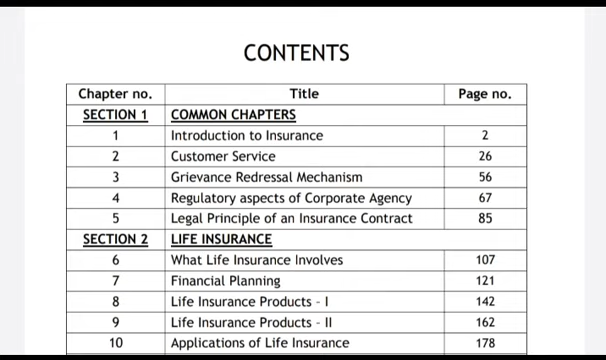 CONTENTS
Chapter no. Title Page no.
SECTION 1 COMMON CHAPTERS
1 Introduction to Insurance 2
2 Customer Service 26
3 Grievance Redressal Mechanism 56
4 Regulatory aspects of Corporate Agency 67
5 Legal Principle of an Insurance Contract 85
SECTION 2 LIFE INSURANCE
6 What Life Insurance Involves 107
7 Financial Planning 121
8 Life Insurance Products - I 142
9 Life Insurance Products - II 162
10 Applications of Life Insurance 178